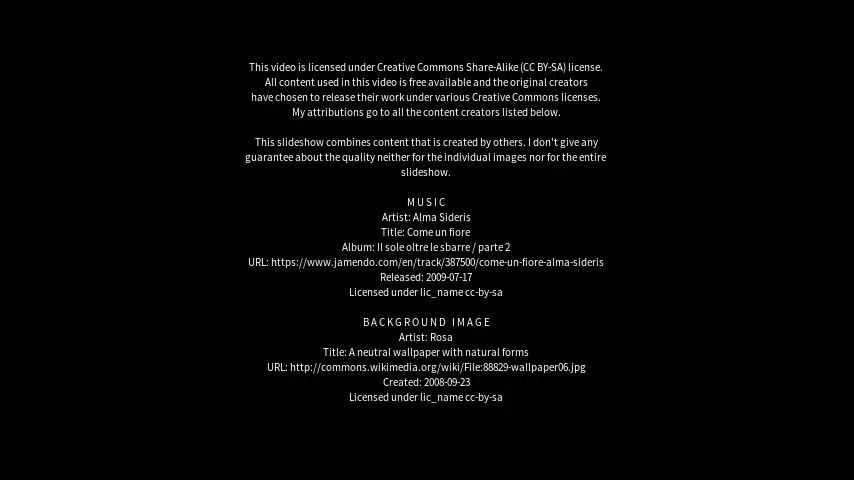 This video is licensed under Creative Commons Share-Alike (CC BY-SA) license.
All content used in this video is free available and the original creators
have chosen to release their work under various Creative Commons licenses.
My attributions go to all the content creators listed below.
This slideshow combines content that is created by others. I don't give any
guarantee about the quality neither for the individual images nor for the entire
slideshow.
MUSIC
Artist: Alma Sideris
Title: Come un fiore
Album: Il sole oltre le sbarre / parte 2
URL: https://www.jamendo.com/en/track/387500/come-un-fiore-alma-sideris
Released: 2009-07-17
Licensed under lic_name cc-by-sa
BACKGROUND IMAGE
Artist: Rosa
Title: A neutral wallpaper with natural forms
URL: http://commons.wikimedia.org/wiki/File:88829-wallpaper06.jpg
Created: 2008-09-23
Licensed under lic_name cc-by-sa